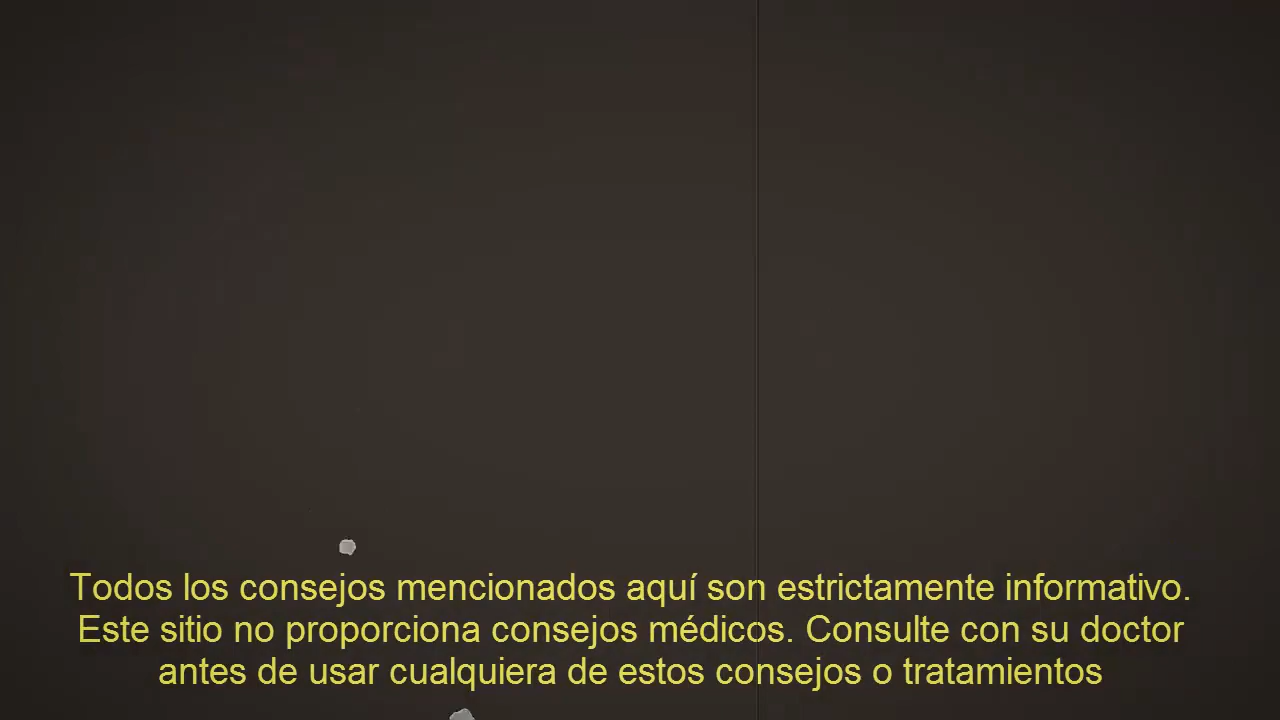 Todos los consejos mencionados aquí son estrictamente informativo.
Este sitio no proporciona consejos médicos. Consulte con su doctor
antes de usar cualquiera de estos consejos o tratamientos